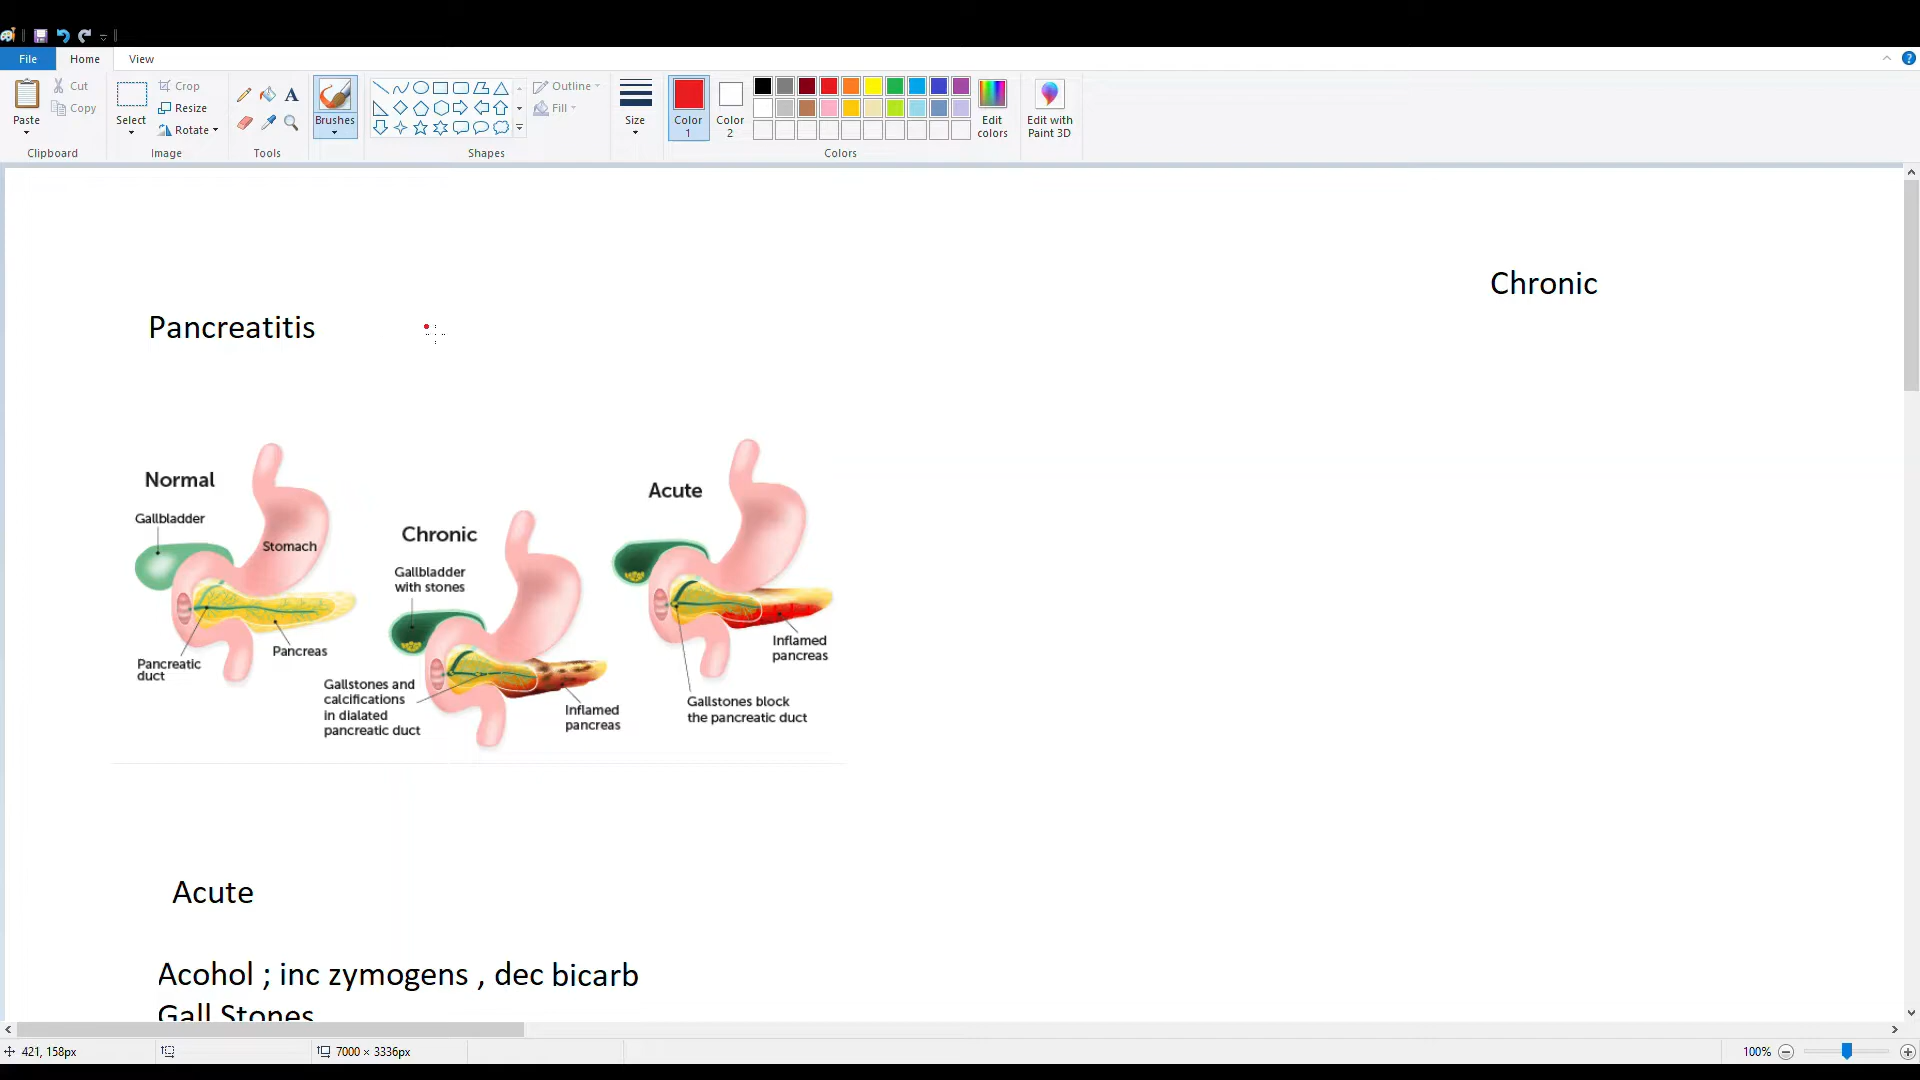 File Home View
Paste
Cut
Copy
Clipboard
Select
Crop
Resize
Rotate
Image
A
Tools
Brushes
Outline
Fill
Shapes
Size
Color 1
Color 2
Colors
Edit colors
Edit with Paint 3D
Chronic
Pancreatitis
Normal
Gallbladder
Stomach
Pancreatic
duct
Pancreas
Chronic
Gallbladder
with stones
Gallstones and
calcifications
in dialated
pancreatic duct
Inflamed
pancreas
Acute
Inflamed
pancreas
Gallstones block
the pancreatic duct
Acute
Acohol ; inc zymogens , dec bicarb
Gall Stones
421, 158px
7000 × 3336px
100%